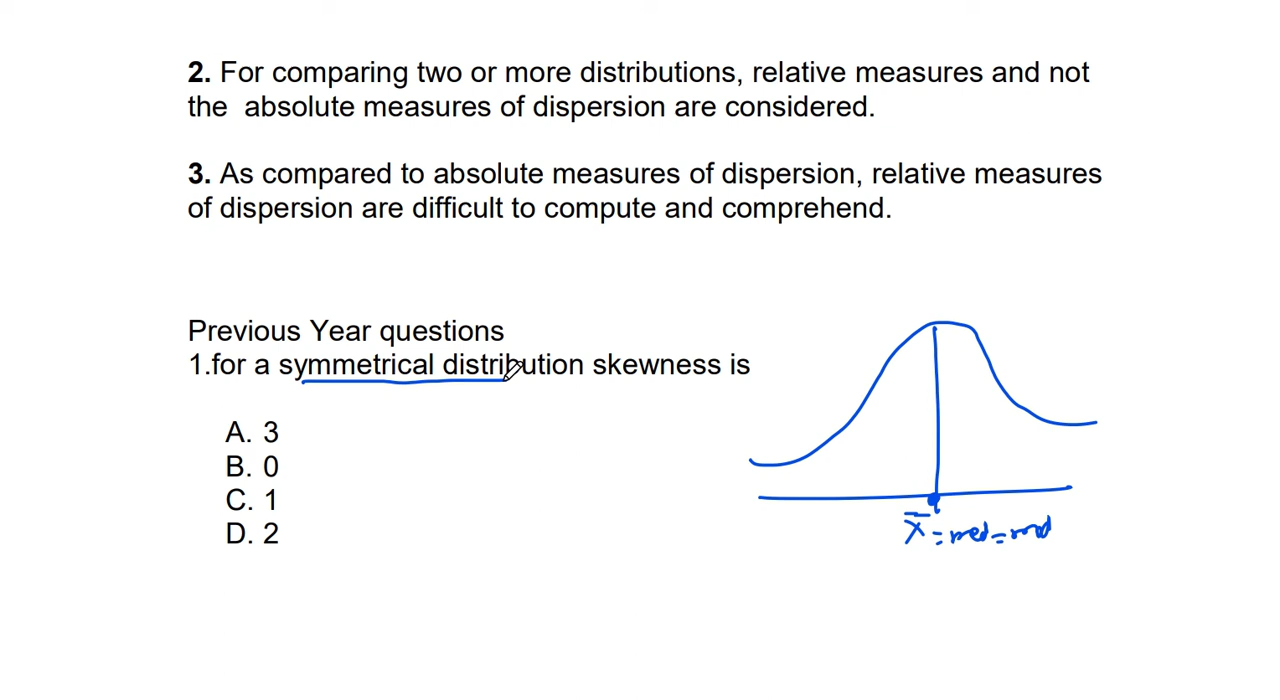 2. For comparing two or more distributions, relative measures and not
the absolute measures of dispersion are considered.
3. As compared to absolute measures of dispersion, relative measures
of dispersion are difficult to compute and comprehend.
Previous Year questions
1.for a symmetrical distribution skewness is
A. 3
B. 0
C. 1
D. 2
x̄ = med = mod